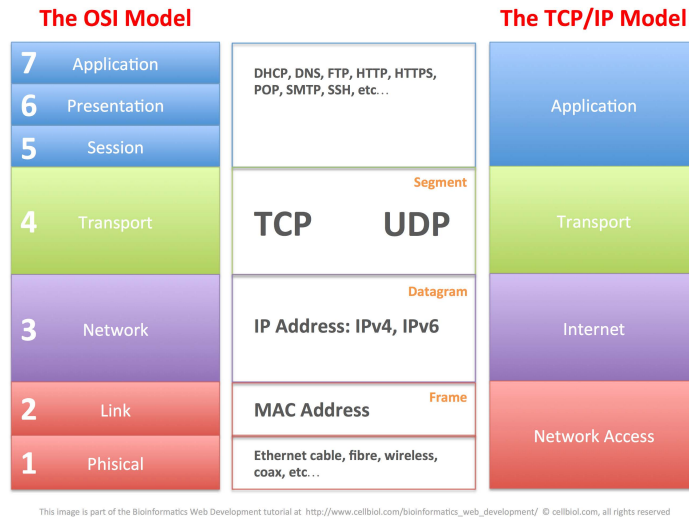 The OSI Model
The TCP/IP Model
7 Application
6 Presentation
5 Session
DHCP, DNS, FTP, HTTP, HTTPS,
POP, SMTP, SSH, etc...
Application
4 Transport
Segment
TCP UDP
Transport
3 Network
Datagram
IP Address: IPv4, IPv6
Internet
2 Link
Frame
MAC Address
1 Phisical
Ethernet cable, fibre, wireless,
coax, etc...
Network Access
This image is part of the Bioinformatics Web Development tutorial at http://www.cellbiol.com/bioinformatics_web_development/ © cellbiol.com, all rights reserved